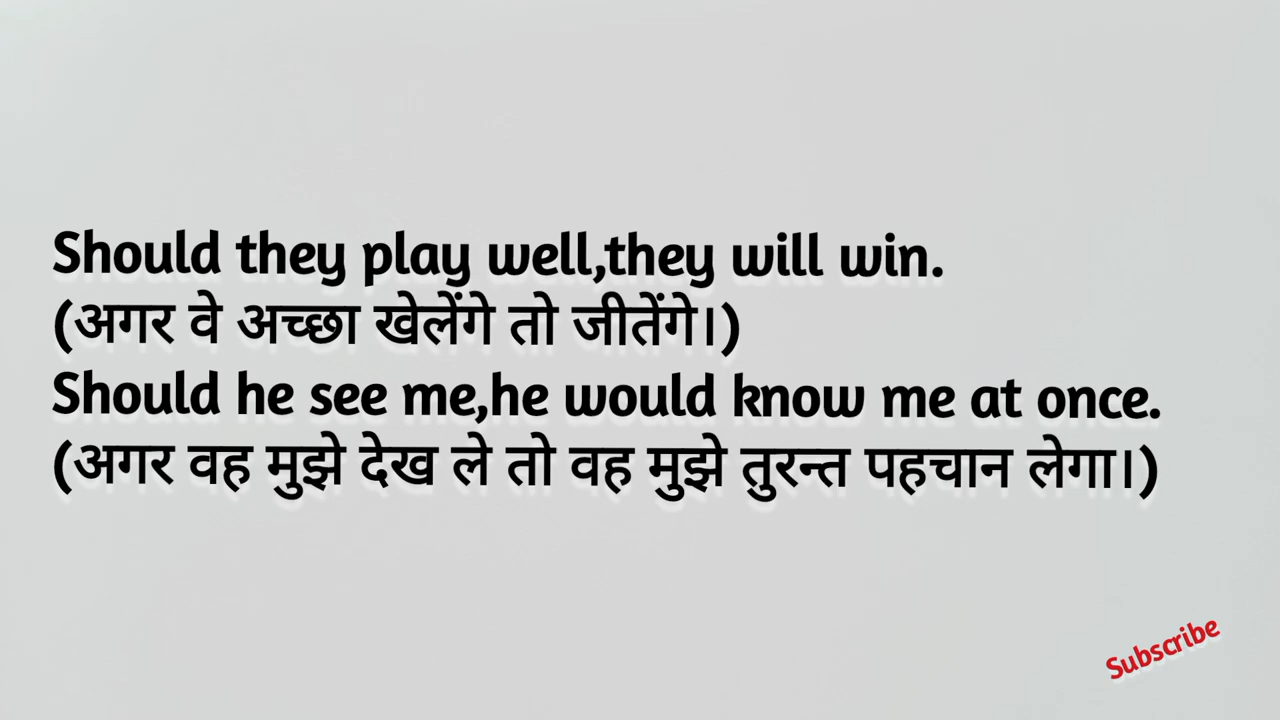 Should they play well,they will win.
(अगर वे अच्छा खेलेंगे तो जीतेंगे।)
Should he see me,he would know me at once.
(अगर वह मुझे देख ले तो वह मुझे तुरन्त पहचान लेगा।)
Subscribe